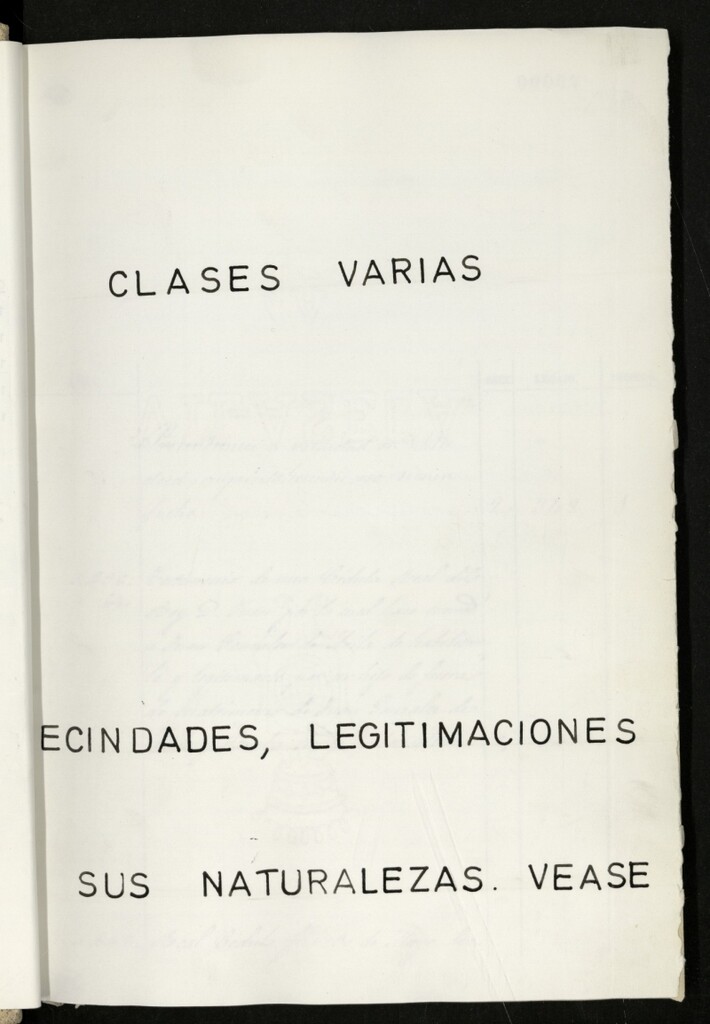 CLASES VARIAS
ECINDADES, LEGITIMACIONES
SUS NATURALEZAS. VEASE